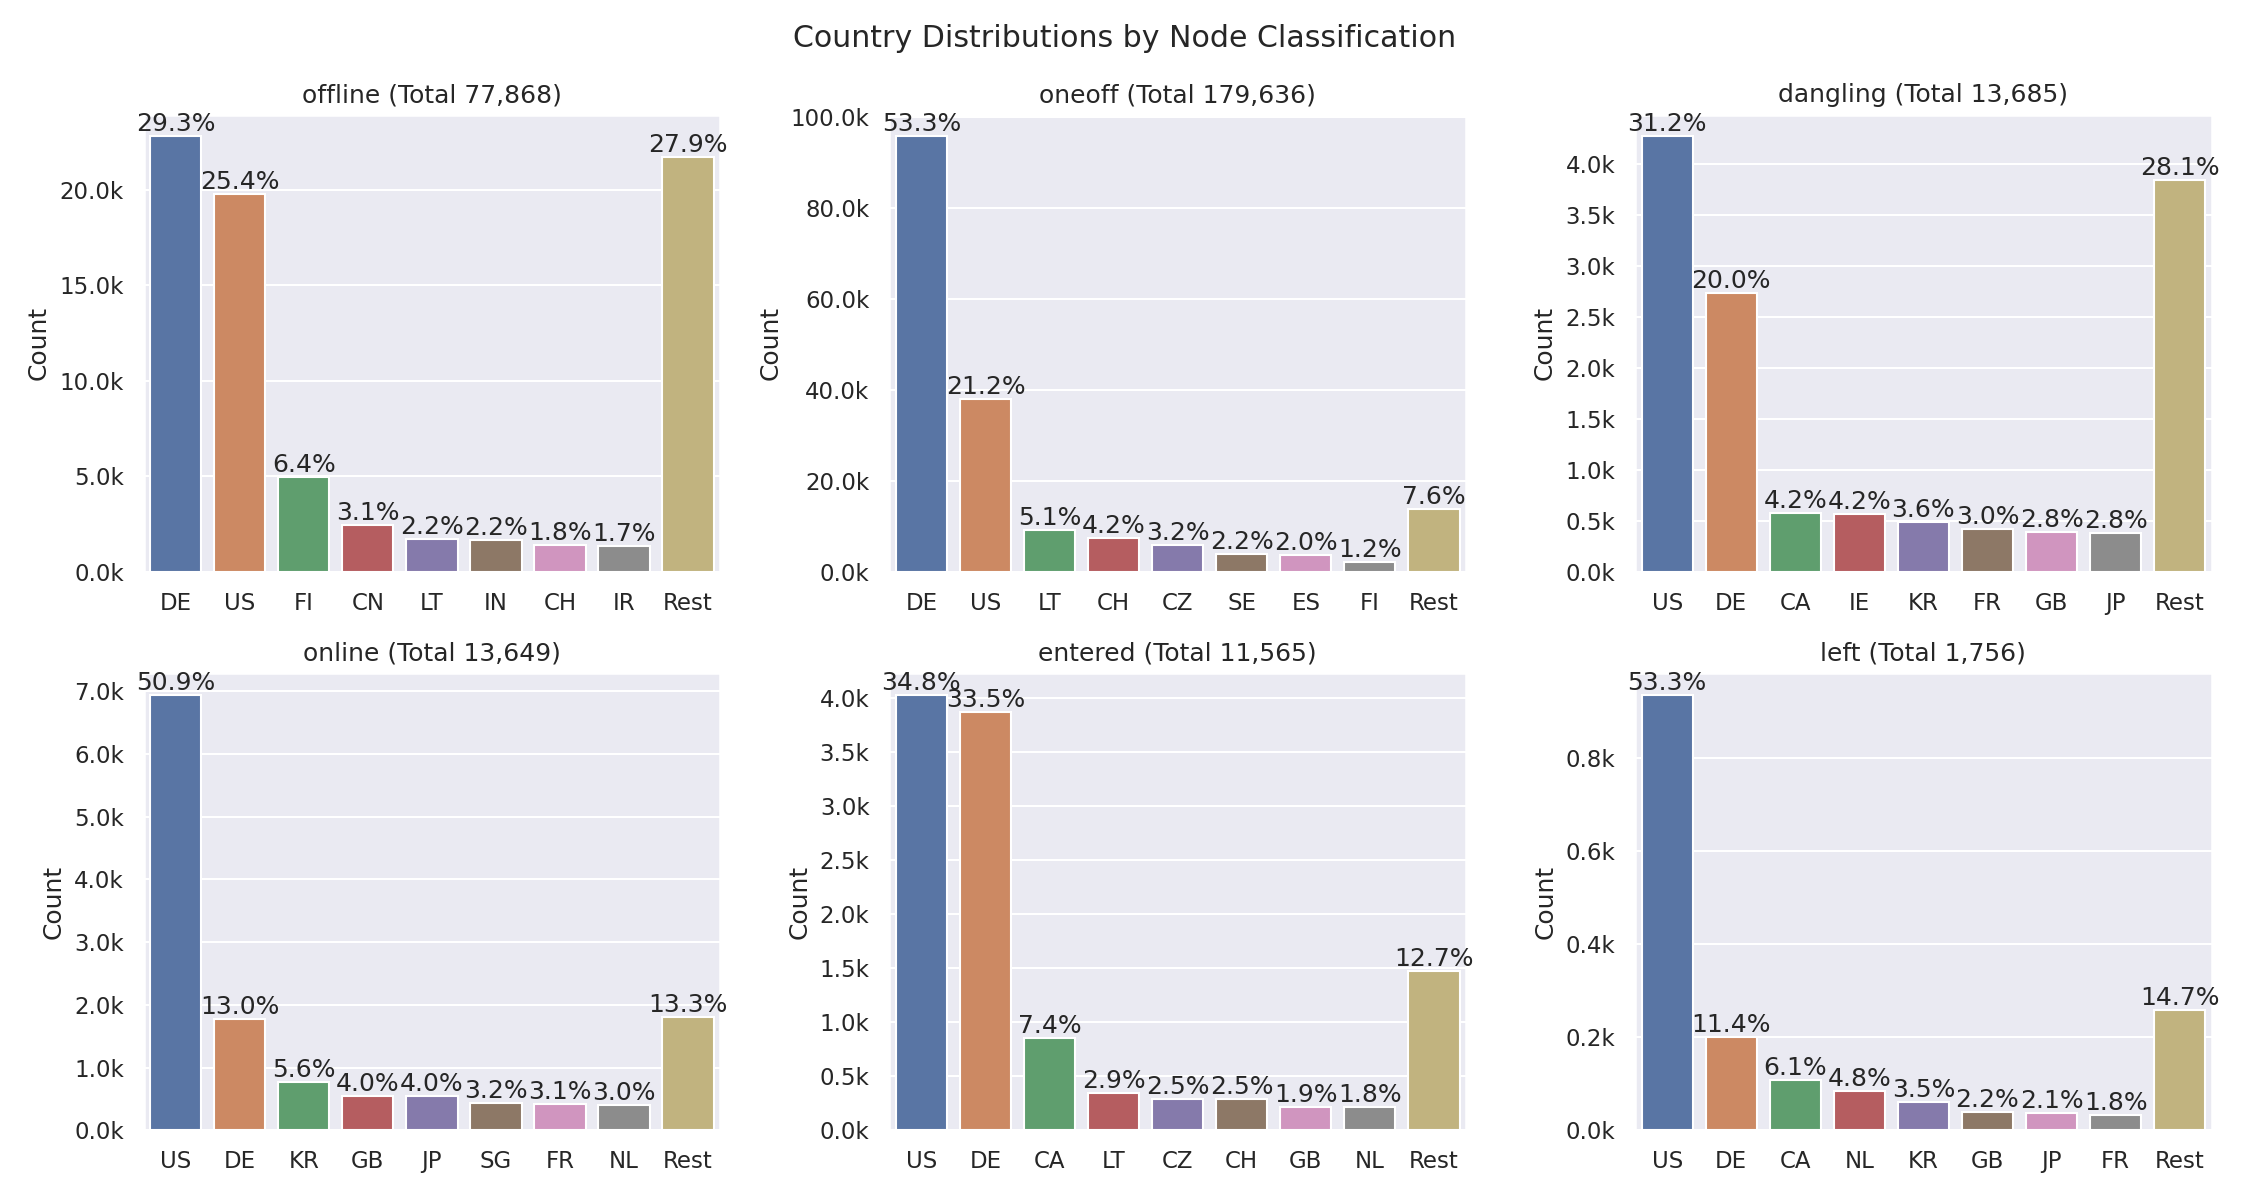 Country Distributions by Node Classification
offline (Total 77,868)
Count
20.0k
15.0k
10.0k
5.0k
0.0k
29.3%
25.4%
6.4%
3.1%
2.2%
2.2%
1.8%
1.7%
27.9%
DE US FI CN LT IN CH IR Rest
oneoff (Total 179,636)
Count
100.0k
80.0k
60.0k
40.0k
20.0k
0.0k
53.3%
21.2%
5.1%
4.2%
3.2%
2.2%
2.0%
1.2%
7.6%
DE US LT CH CZ SE ES FI Rest
dangling (Total 13,685)
Count
4.0k
3.5k
3.0k
2.5k
2.0k
1.5k
1.0k
0.5k
0.0k
31.2%
20.0%
4.2%
4.2%
3.6%
3.0%
2.8%
2.8%
28.1%
US DE CA IE KR FR GB JP Rest
online (Total 13,649)
Count
7.0k
6.0k
5.0k
4.0k
3.0k
2.0k
1.0k
0.0k
50.9%
13.0%
5.6%
4.0%
4.0%
3.2%
3.1%
3.0%
13.3%
US DE KR GB JP SG FR NL Rest
entered (Total 11,565)
Count
4.0k
3.5k
3.0k
2.5k
2.0k
1.5k
1.0k
0.5k
0.0k
34.8%
33.5%
7.4%
2.9%
2.5%
2.5%
1.9%
1.8%
12.7%
US DE CA LT CZ CH GB NL Rest
left (Total 1,756)
Count
0.8k
0.6k
0.4k
0.2k
0.0k
53.3%
11.4%
6.1%
4.8%
3.5%
2.2%
2.1%
1.8%
14.7%
US DE CA NL KR GB JP FR Rest